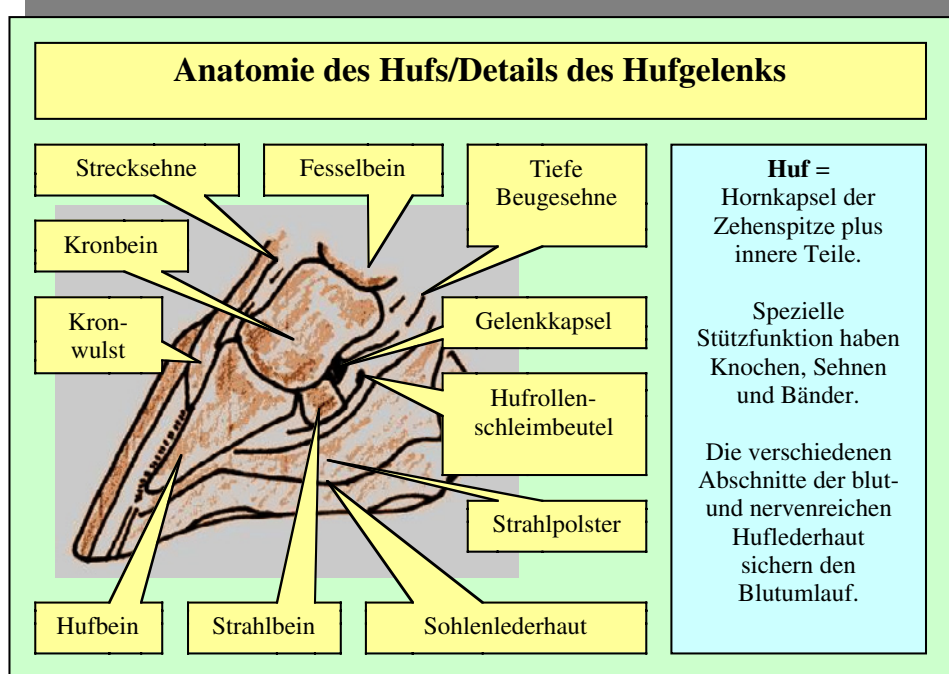 Anatomie des Hufs/Details des Hufgelenks
Strecksehne
Fesselbein
Tiefe
Beugesehne
Kronbein
Kron-
wulst
Gelenkkapsel
Hufrollen-
schleimbeutel
Strahlpolster
Hufbein
Strahlbein
Sohlenlederhaut
Huf =
Hornkapsel der
Zehenspitze plus
innere Teile.
Spezielle
Stützfunktion haben
Knochen, Sehnen
und Bänder.
Die verschiedenen
Abschnitte der blut-
und nervenreichen
Huflederhaut
sichern den
Blutumlauf.